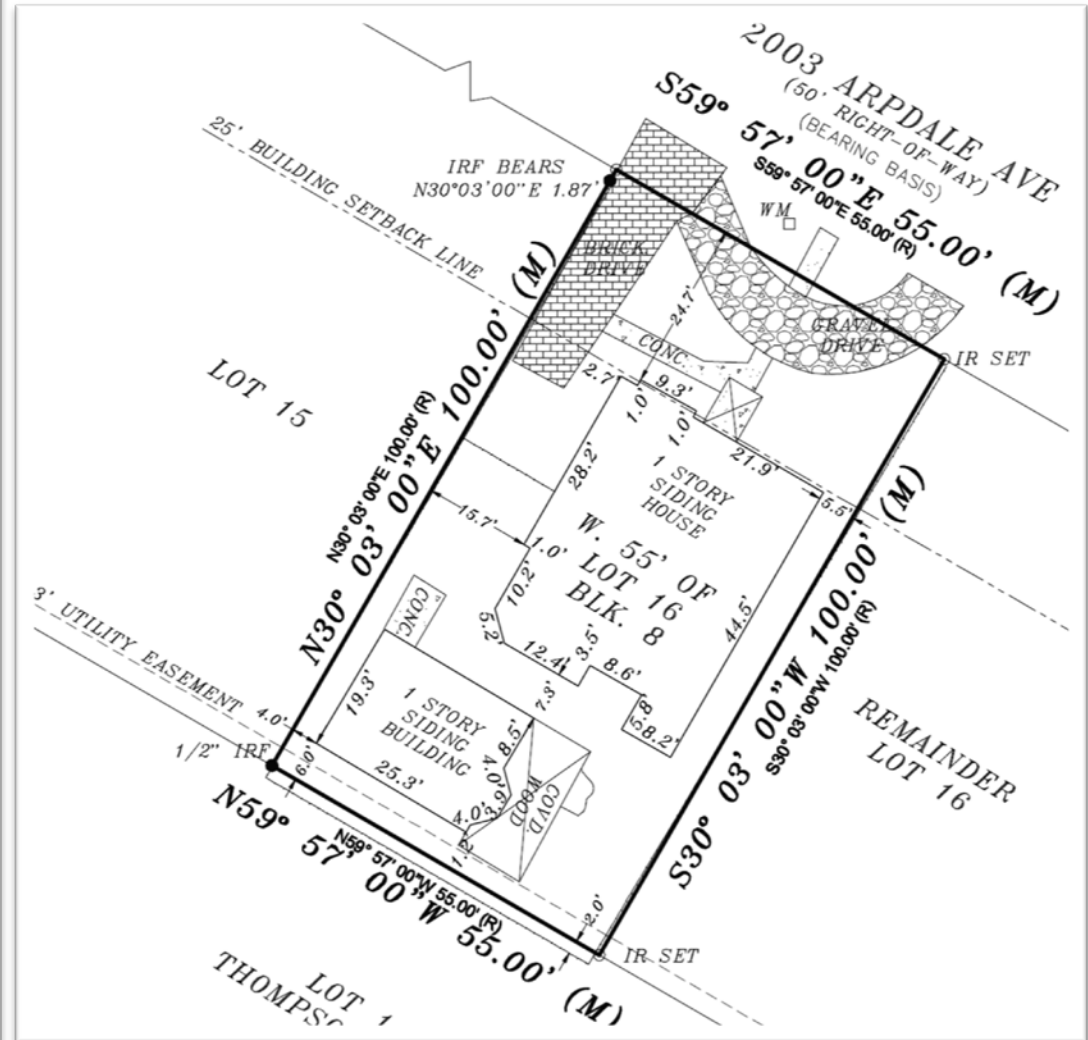 2003 ARPDALE AVE
(50' RIGHT-OF-WAY)
(BEARING BASIS)
S59° 57' 00"E 55.00' (M)
S59° 57' 00"E 55.00' (R)
25' BUILDING SETBACK LINE
IRF BEARS
N30°03'00"E 1.87'
WM
BRICK
DRIVE
GRAVEL
DRIVE
IR SET
24.7'
CONC.
2.7'
9.3'
1.0'
1.0'
21.9'
5.5'
LOT 15
N30° 03' 00"E 100.00' (M)
N30° 03' 00"E 100.00' (R)
28.2'
1 STORY
SIDING
HOUSE
15.7'
1.0'
W. 55' OF
LOT 16
BLK. 8
10.2'
5.2'
12.4'
3.5'
8.6'
5.8'
8.2'
44.5'
S30° 03' 00"W 100.00' (M)
S30° 03' 00"W 100.00' (R)
REMAINDER
LOT 16
3' UTILITY EASEMENT
CONC.
4.0'
19.3'
1 STORY
SIDING
BUILDING
7.3'
8.5'
4.0'
3.9'
4.0'
COVD.
WOOD
1/2" IRF
6.0'
25.3'
2.0'
IR SET
N59° 57' 00"W 55.00' (R)
N59° 57' 00"W 55.00' (M)
LOT 1